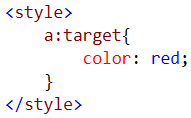 <style>
    a:target{
        color: red;
    }
</style>